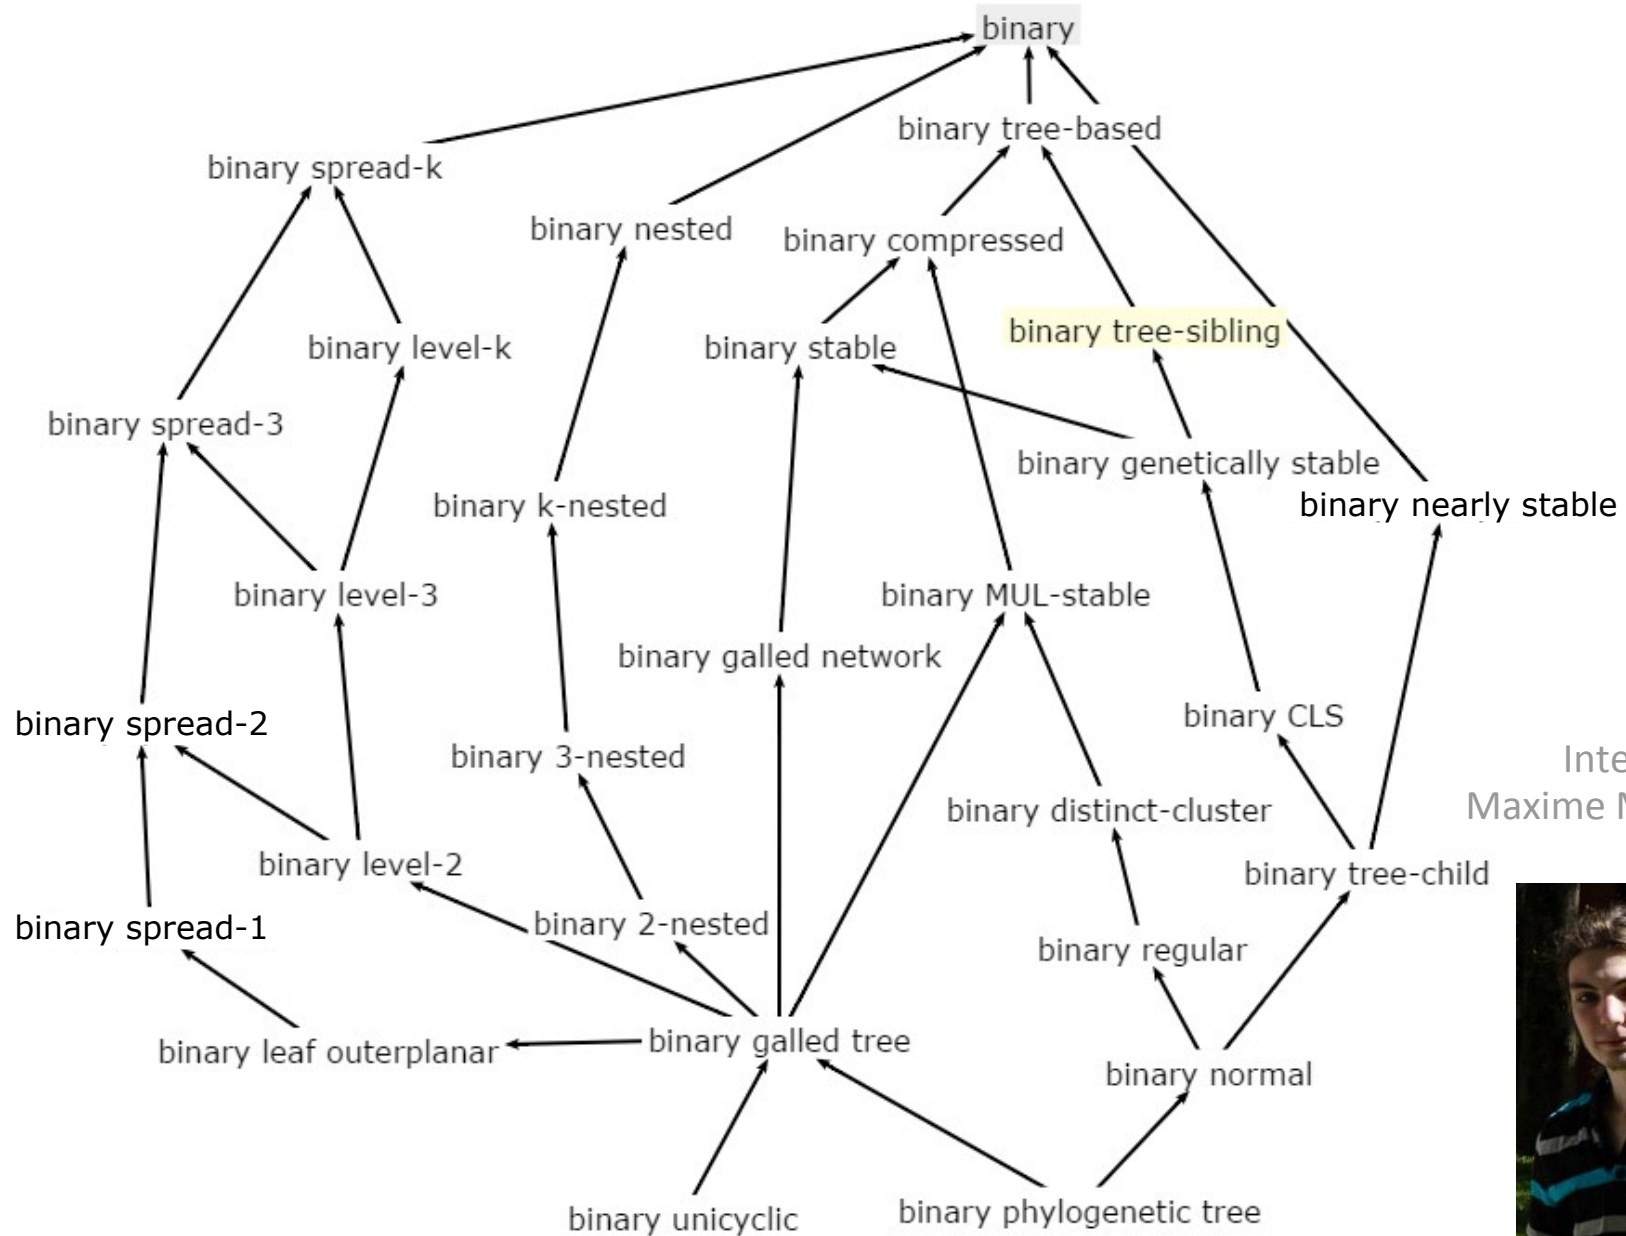 binary
binary tree-based
binary spread-k
binary nested
binary compressed
binary tree-sibling
binary level-k
binary stable
binary spread-3
binary genetically stable
binary k-nested
binary nearly stable
binary level-3
binary MUL-stable
binary galled network
binary spread-2
binary CLS
binary 3-nested
binary distinct-cluster
binary level-2
binary tree-child
binary spread-1
binary 2-nested
binary regular
binary leaf outerplanar
binary galled tree
binary normal
binary unicyclic
binary phylogenetic tree
Maxime